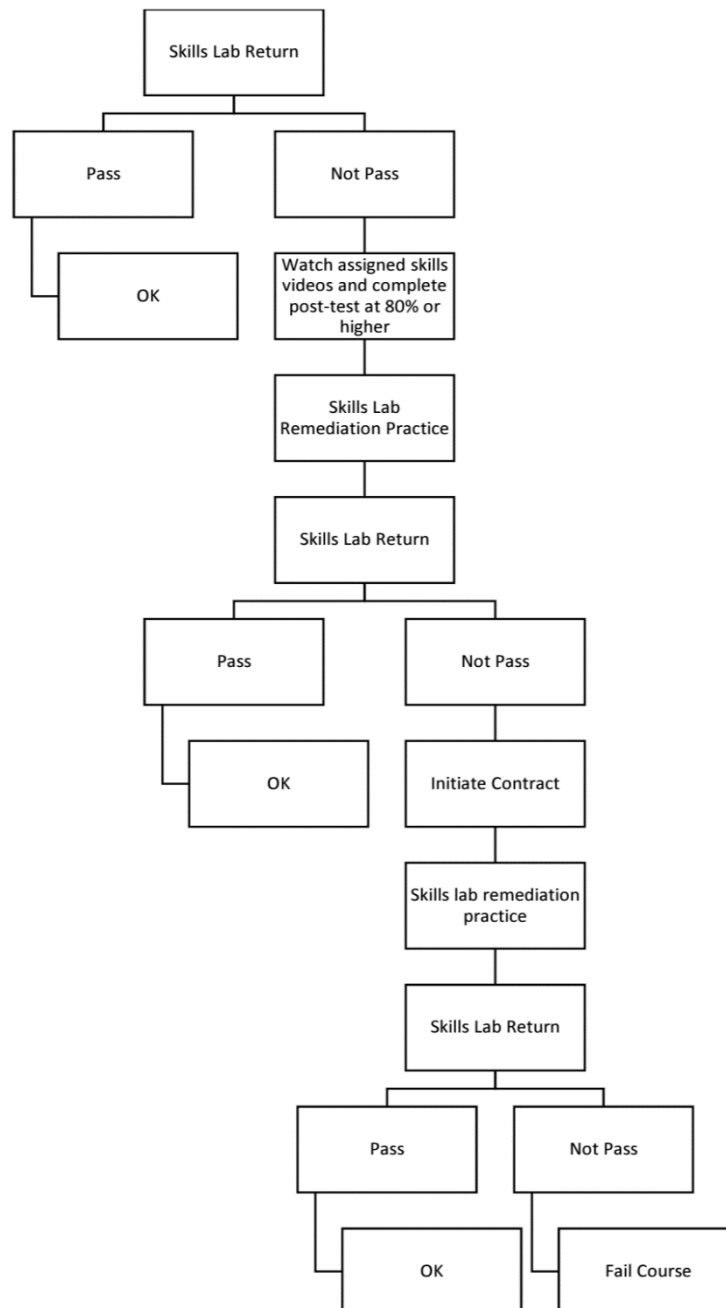 Skills Lab Return
Pass
Not Pass
OK
Watch assigned skills
videos and complete
post-test at 80% or
higher
Skills Lab
Remediation Practice
Skills Lab Return
Pass
Not Pass
OK
Initiate Contract
Skills lab remediation
practice
Skills Lab Return
Pass
Not Pass
OK
Fail Course